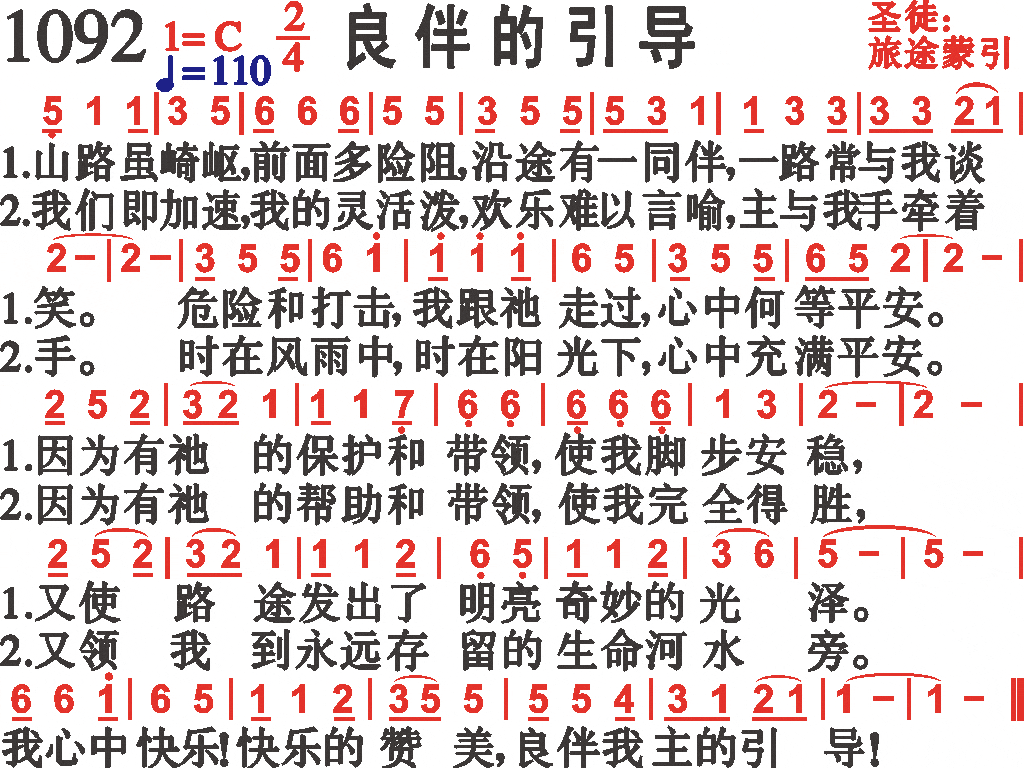 1092 1=C 2/4 良伴的引导 圣徒:
♩=110 旅途蒙引
5 1 1|3 5|6 6 6|5 5|3 5 5|5 3 1|1 3 3|3 3 2 1|
1.山路虽崎岖,前面多险阻,沿途有一同伴,一路常与我谈
2.我们即加速,我的灵活泼,欢乐难以言喻,主与我手牵着
2 -|2 -|3 5 5|6 1|1 1 1|6 5|3 5 5|6 5 2|2 -|
1.笑。 危险和打击,我跟祂 走过,心中何等平安。
2.手。 时在风雨中,时在阳光下,心中充满平安。
2 5 2|3 2 1|1 1 7|6 6|6 6 6|1 3|2 -|2 -|
1.因为有祂 的保护和 带领,使我脚 步安 稳,
2.因为有祂 的帮助和 带领,使我完 全得 胜,
2 5 2|3 2 1|1 1 2|6 5|1 1 2|3 6|5 -|5 -|
1.又使 路 途发出了 明亮 奇妙的 光 泽。
2.又领 我 到永远存 留的 生命河 水 旁。
6 6 1|6 5|1 1 2|3 5 5|5 5 4|3 1 2 1|1 -|1 -‖
我心中快乐!快乐的 赞 美,良伴我 主的引 导!